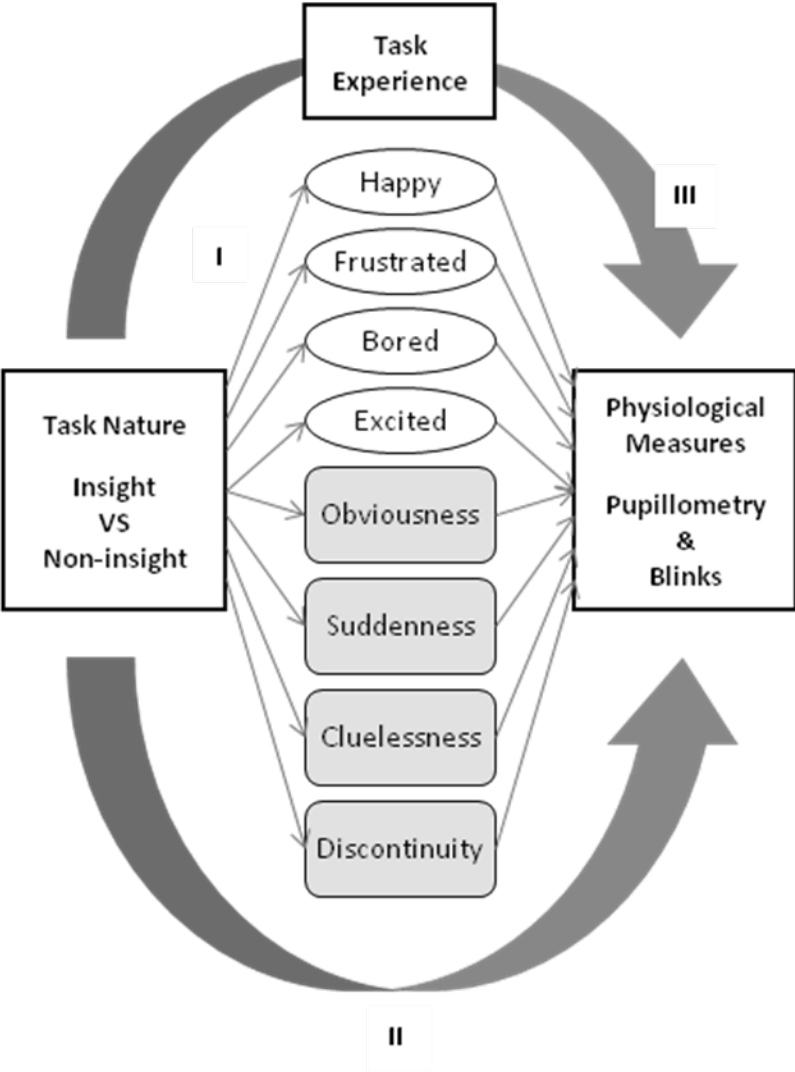 Task
Experience
III
Happy
I
Frustrated
Bored
Excited
Task Nature
Insight
VS
Non-insight
Physiological
Measures
Pupillometry
&
Blinks
Obviousness
Suddenness
Cluelessness
Discontinuity
II